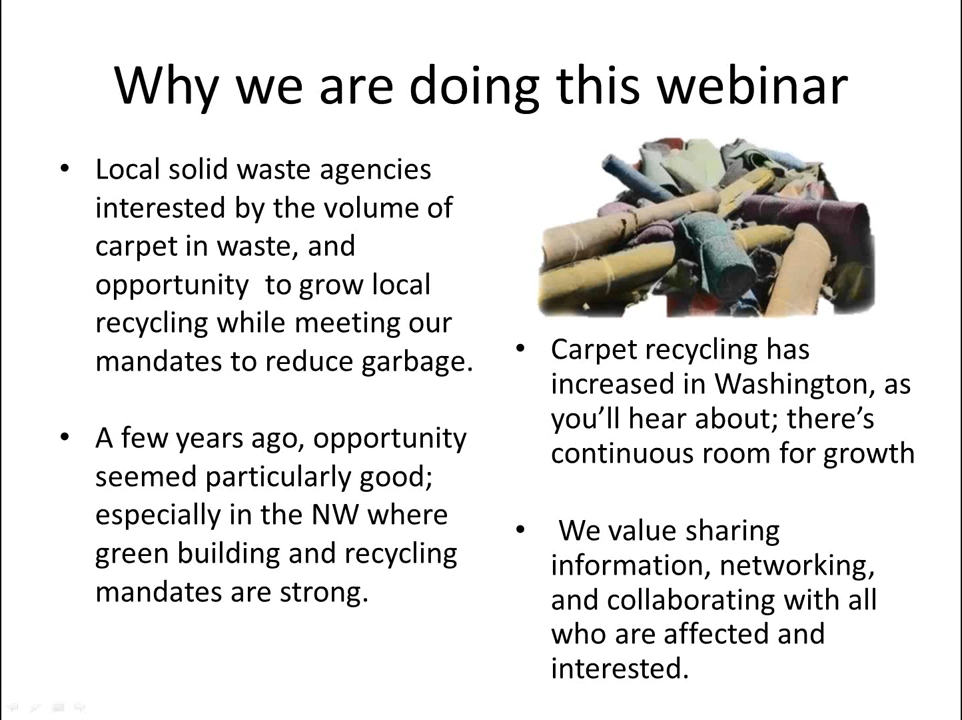 Why we are doing this webinar
• Local solid waste agencies
interested by the volume of
carpet in waste, and
opportunity  to grow local
recycling while meeting our
mandates to reduce garbage.
• A few years ago, opportunity
seemed particularly good;
especially in the NW where
green building and recycling
mandates are strong.
• Carpet recycling has
increased in Washington, as
you’ll hear about; there’s
continuous room for growth
•  We value sharing
information, networking,
and collaborating with all
who are affected and
interested.